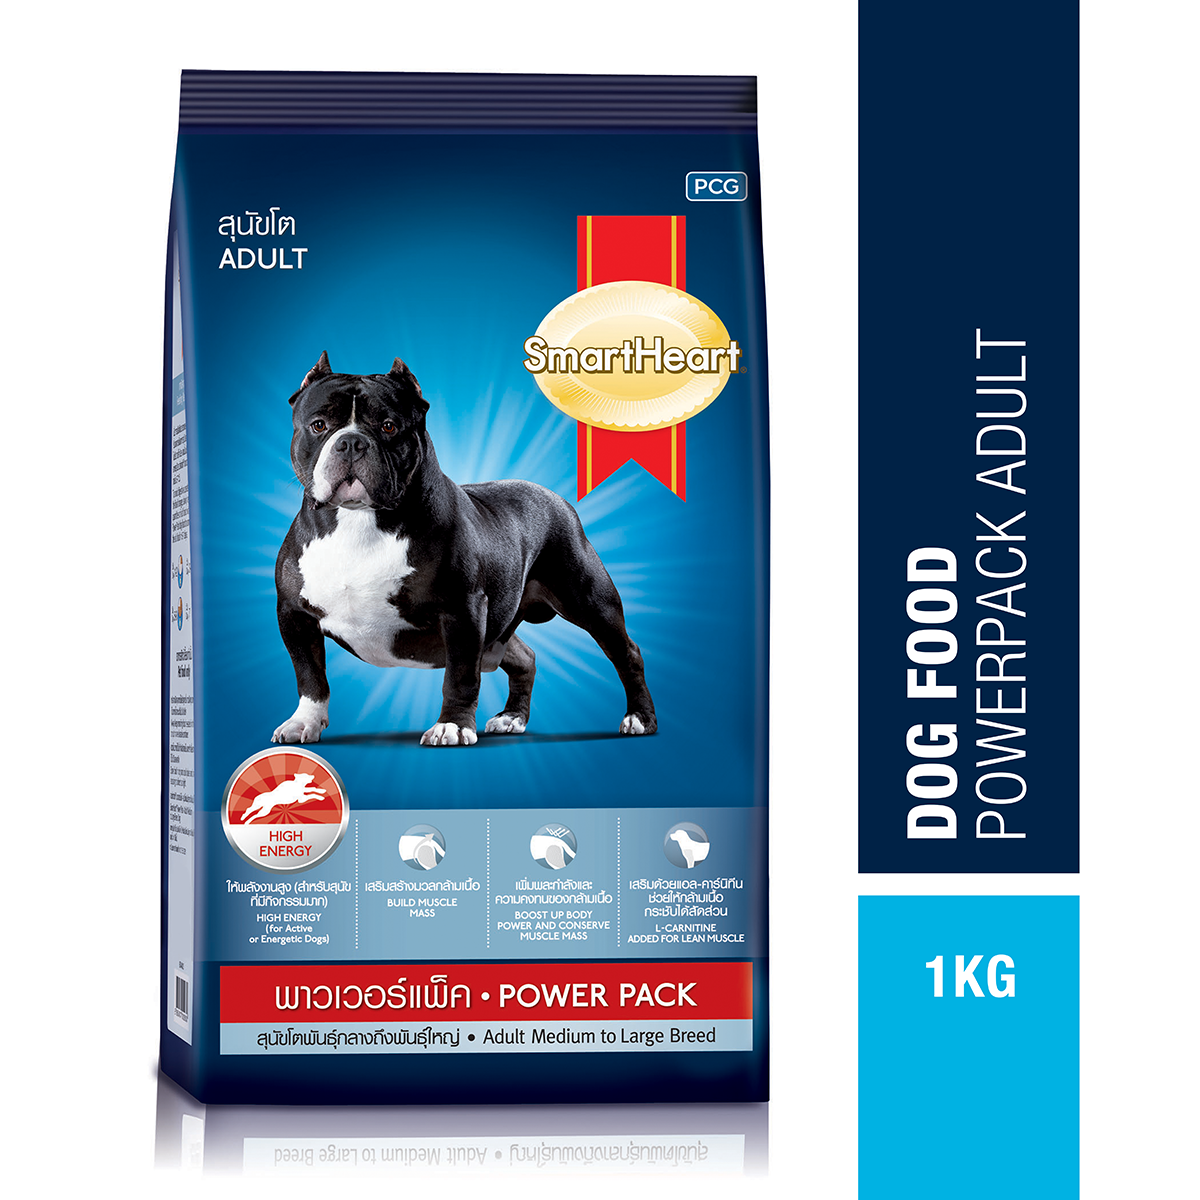 PCG
สุนัขโต
ADULT
SmartHeart
HIGH
ENERGY
ให้พลังงานสูง (สำหรับสุนัข
ที่มีกิจกรรมมาก)
HIGH ENERGY
(for Active
or Energetic Dogs)
เสริมสร้างมวลกล้ามเนื้อ
BUILD MUSCLE
MASS
เพิ่มพละกำลังและ
ความคงทนของกล้ามเนื้อ
BOOST UP BODY
POWER AND CONSERVE
MUSCLE MASS
เสริมด้วยแอล-คาร์นิทีน
ช่วยให้กล้ามเนื้อ
กระชับได้สัดส่วน
L-CARNITINE
ADDED FOR LEAN MUSCLE
พาวเวอร์แพ็ค • POWER PACK
สุนัขโตพันธุ์กลางถึงพันธุ์ใหญ่ • Adult Medium to Large Breed
DOG FOOD
POWERPACK ADULT
1KG